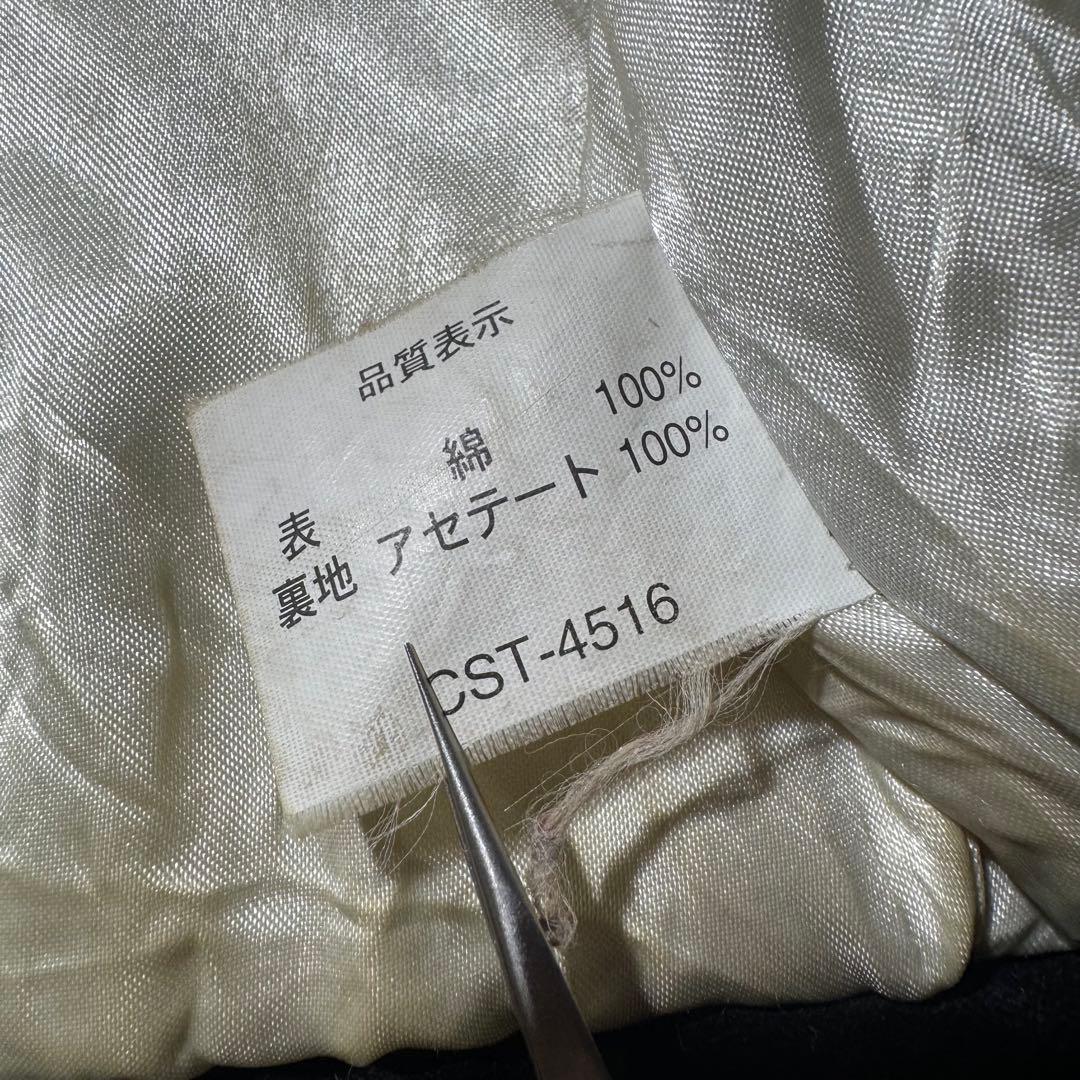 品質表示
表 綿 100%
裏地 アセテート 100%
CST-4516